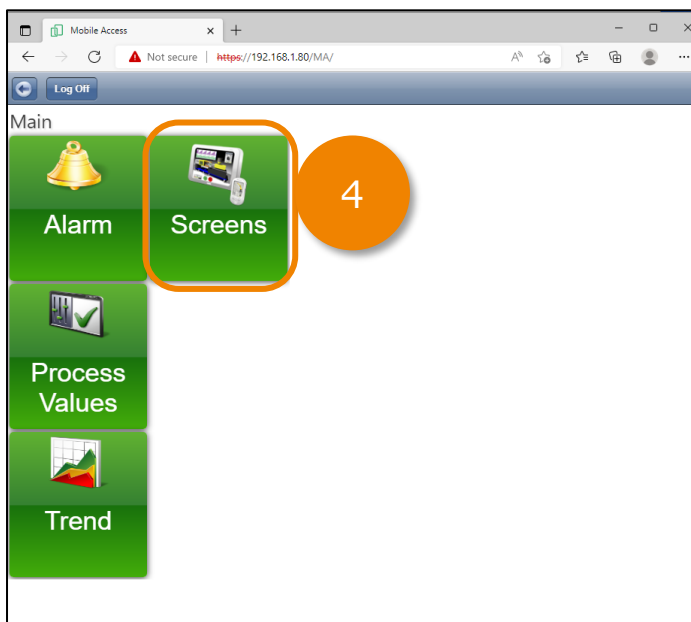 Mobile Access
Not secure | https://192.168.1.80/MA/
Log Off
Main
Alarm
Screens
4
Process
Values
Trend